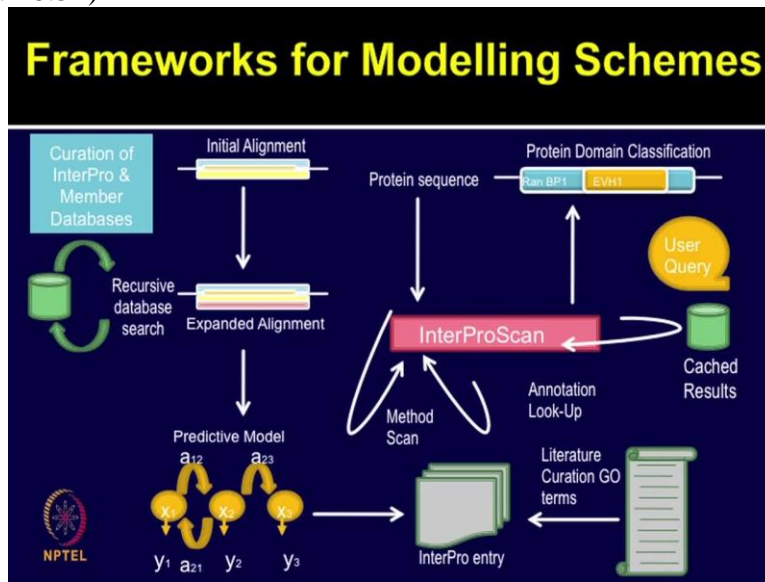 Frameworks for Modelling Schemes
Curation of
InterPro &
Member
Databases
Initial Alignment
Recursive
database
search
Expanded Alignment
Predictive Model
a12
a23
x1
x2
x3
y1
a21
y2
y3
Protein sequence
Protein Domain Classification
Ran BP1
EVH1
User
Query
InterProScan
Cached
Results
Method
Scan
Annotation
Look-Up
Literature
Curation GO
terms
InterPro entry
NPTEL